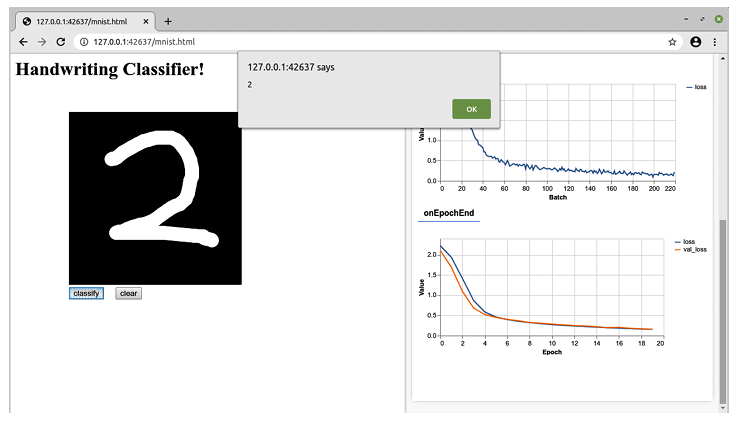 127.0.0.1:42637/mnist.html
127.0.0.1:42637/mnist.html
Handwriting Classifier!
127.0.0.1:42637 says
2
OK
2
classify
clear
loss
Value
1.0
0.5
0.0
0 20 40 60 80 100 120 140 160 180 200 220
Batch
onEpochEnd
loss
val_loss
Value
2.0
1.5
1.0
0.5
0.0
0 2 4 6 8 10 12 14 16 18 20
Epoch